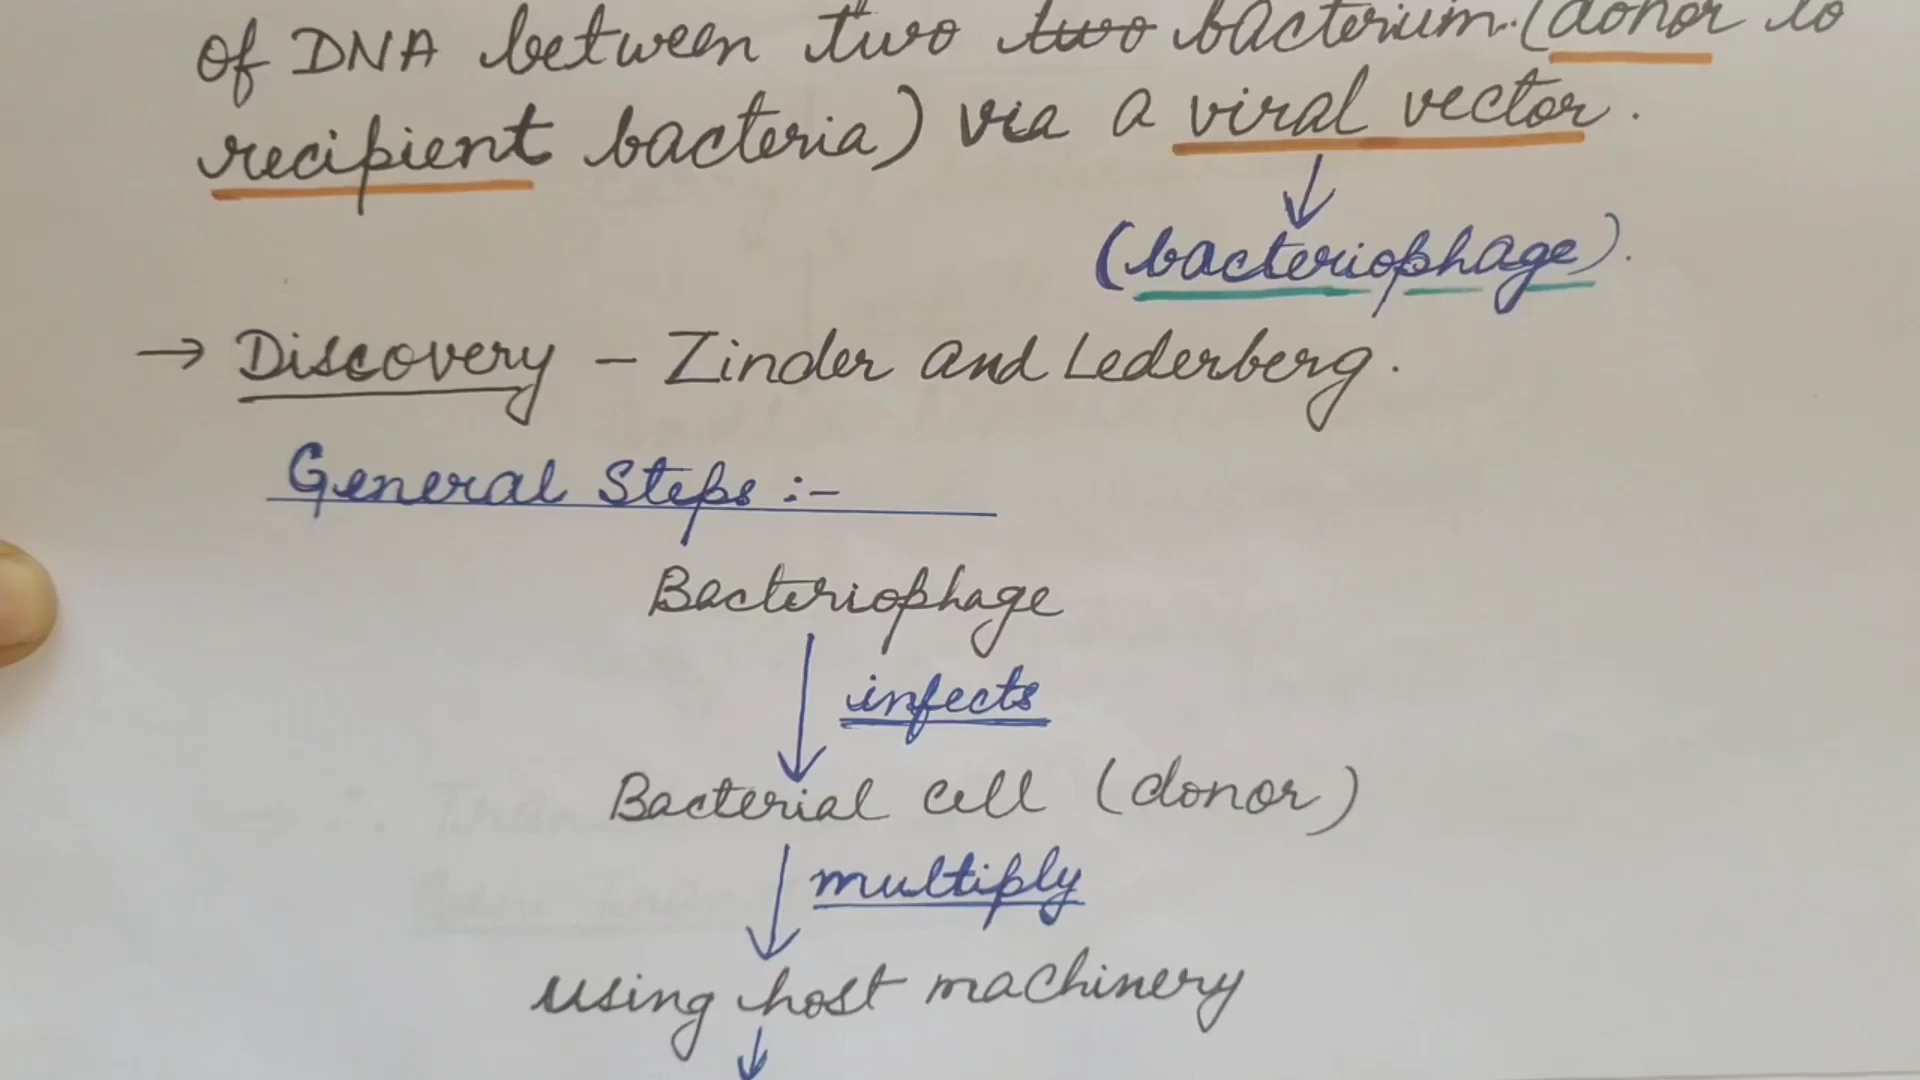 of DNA between two two bacterium. (donor to
recipient bacteria) via a viral vector.
(bacteriophage).
→ Discovery - Zinder and Lederberg.
General Steps :-
Bacteriophage
infects
Bacterial cell (donor)
multiply
using host machinery